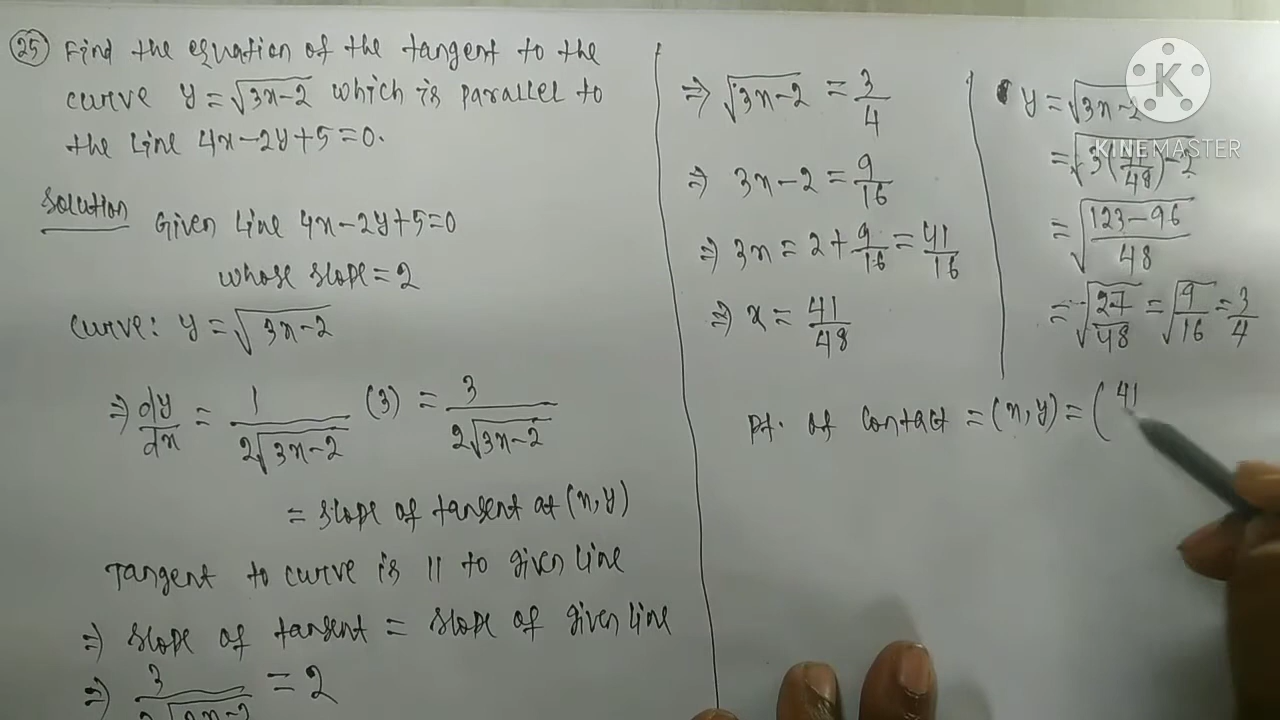 (25) Find the equation of the tangent to the
curve y = √3x-2 which is parallel to
the line 4x-2y+5=0.
Solution Given line 4x-2y+5=0
whose slope = 2
curve: y = √3x-2
⇒ dy/dx = 1/2√3x-2 (3) = 3/2√3x-2
= slope of tangent at (x,y)
Tangent to curve is || to given line
⇒ slope of tangent = slope of given line
⇒ 3/2√3x-2 = 2
⇒ √3x-2 = 3/4
⇒ 3x-2 = 9/16
⇒ 3x = 2 + 9/16 = 41/16
⇒ x = 41/48
y = √3x-2
= √3(41/48)-2
= √123-96/48
= √27/48 = √9/16 = 3/4
Pt. of contact = (x,y) = ( 41
K
KINEMASTER